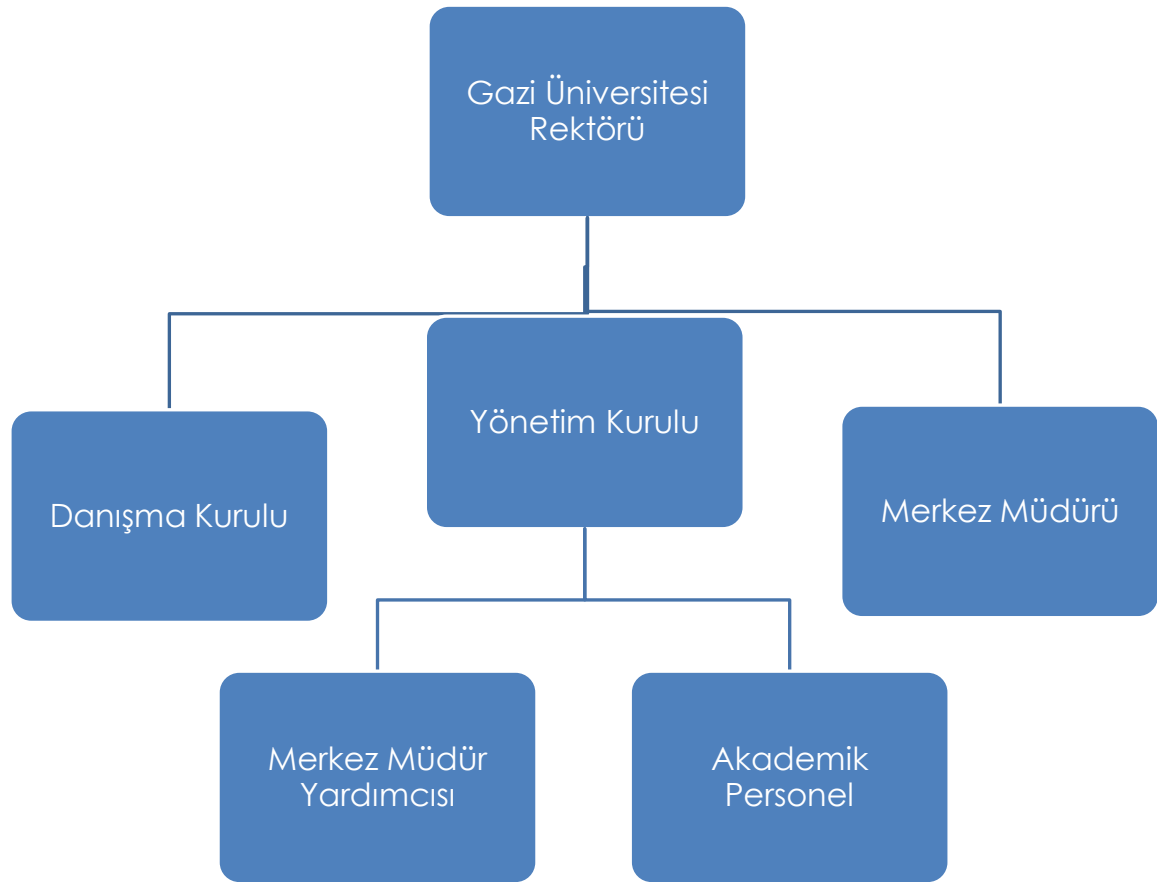 Gazi Üniversitesi
Rektörü
Yönetim Kurulu
Danışma Kurulu
Merkez Müdürü
Merkez Müdür
Yardımcısı
Akademik
Personel